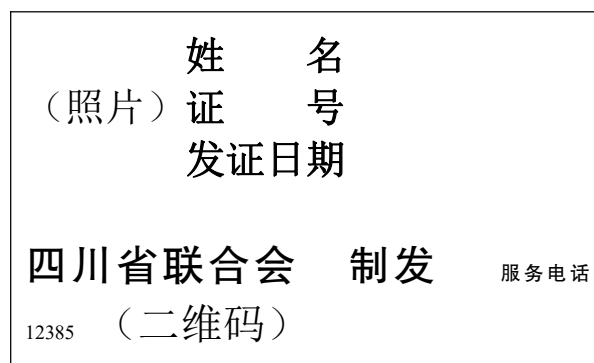 姓 名
（照片）证 号
发证日期
四川省联合会 制发 服务电话
12385 （二维码）